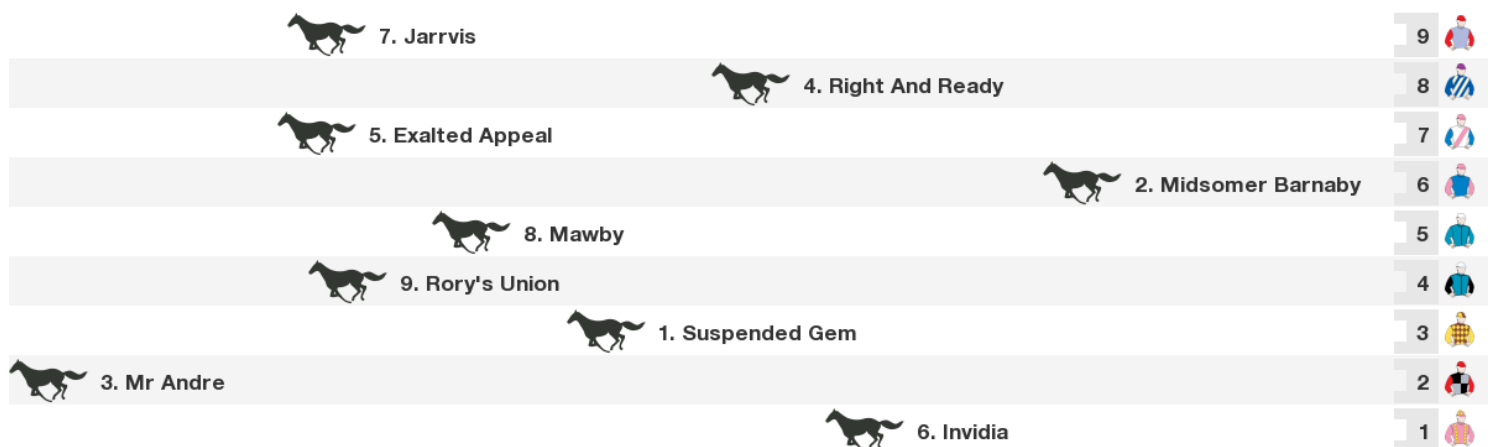 7. Jarrvis 9
4. Right And Ready 8
5. Exalted Appeal 7
2. Midsomer Barnaby 6
8. Mawby 5
9. Rory's Union 4
1. Suspended Gem 3
3. Mr Andre 2
6. Invidia 1